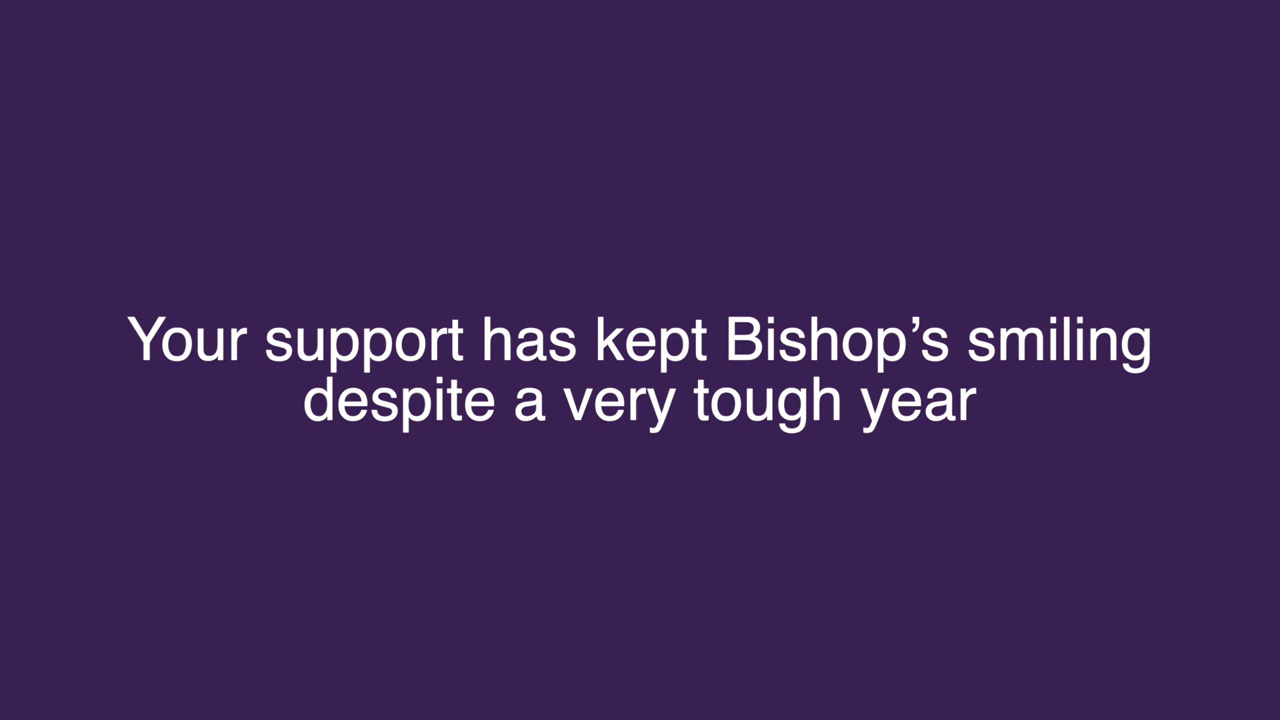 Your support has kept Bishop’s smiling
despite a very tough year